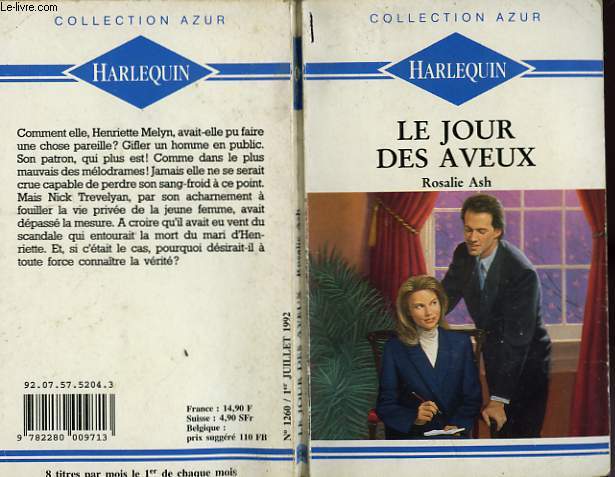 Le-livre.com
COLLECTION AZUR
HARLEQUIN
Comment elle, Henriette Melyn, avait-elle pu faire
une chose pareille? Gifler un homme en public.
Son patron, qui plus est! Comme dans le plus
mauvais des mélodrames! Jamais elle ne se serait
crue capable de perdre son sang-froid à ce point.
Mais Nick Trevelyan, par son acharnement à
fouiller la vie privée de la jeune femme, avait
dépassé la mesure. A croire qu'il avait eu vent du
scandale qui entourait la mort du mari d'Hen-
riette. Et, si c'était le cas, pourquoi désirait-il à
toute force connaître la vérité?
92.07.57.5204.3
9 782280 009713
France : 14,90 F
Suisse : 4,90 SFr
Belgique :
prix suggéré 110 FB
8 titres par mois le 1er de chaque mois
N° 1260 / 1er JUILLET 1992
LE JOUR DES AVEUX Rosalie Ash
COLLECTION AZUR
HARLEQUIN
LE JOUR
DES AVEUX
Rosalie Ash